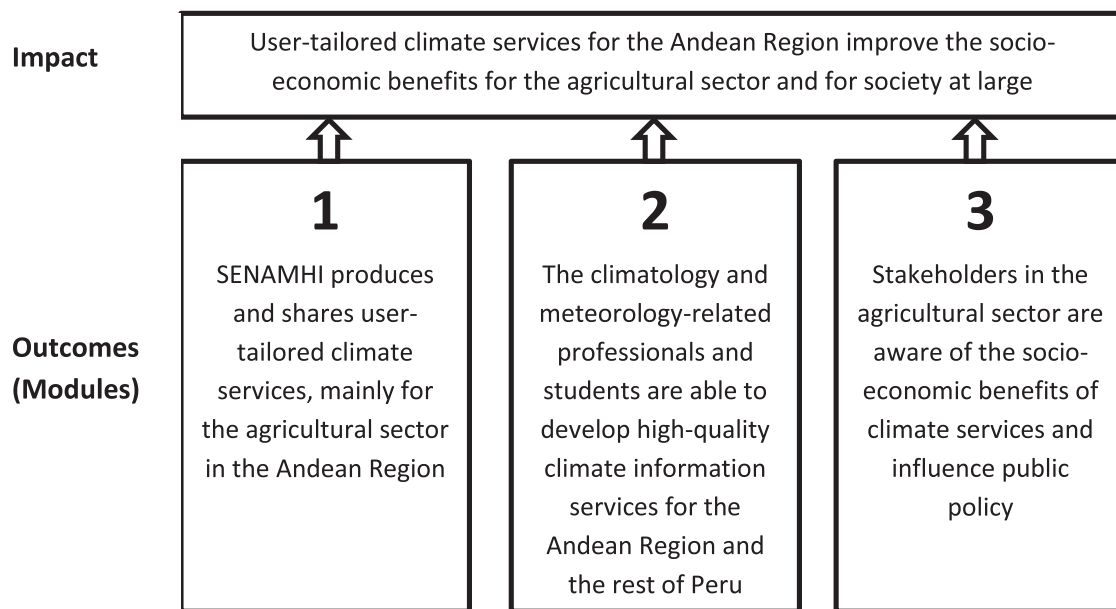 Impact
User-tailored climate services for the Andean Region improve the socio-
economic benefits for the agricultural sector and for society at large
Outcomes
(Modules)
1
SENAMHI produces
and shares user-
tailored climate
services, mainly for
the agricultural sector
in the Andean Region
2
The climatology and
meteorology-related
professionals and
students are able to
develop high-quality
climate information
services for the
Andean Region and
the rest of Peru
3
Stakeholders in the
agricultural sector are
aware of the socio-
economic benefits of
climate services and
influence public
policy